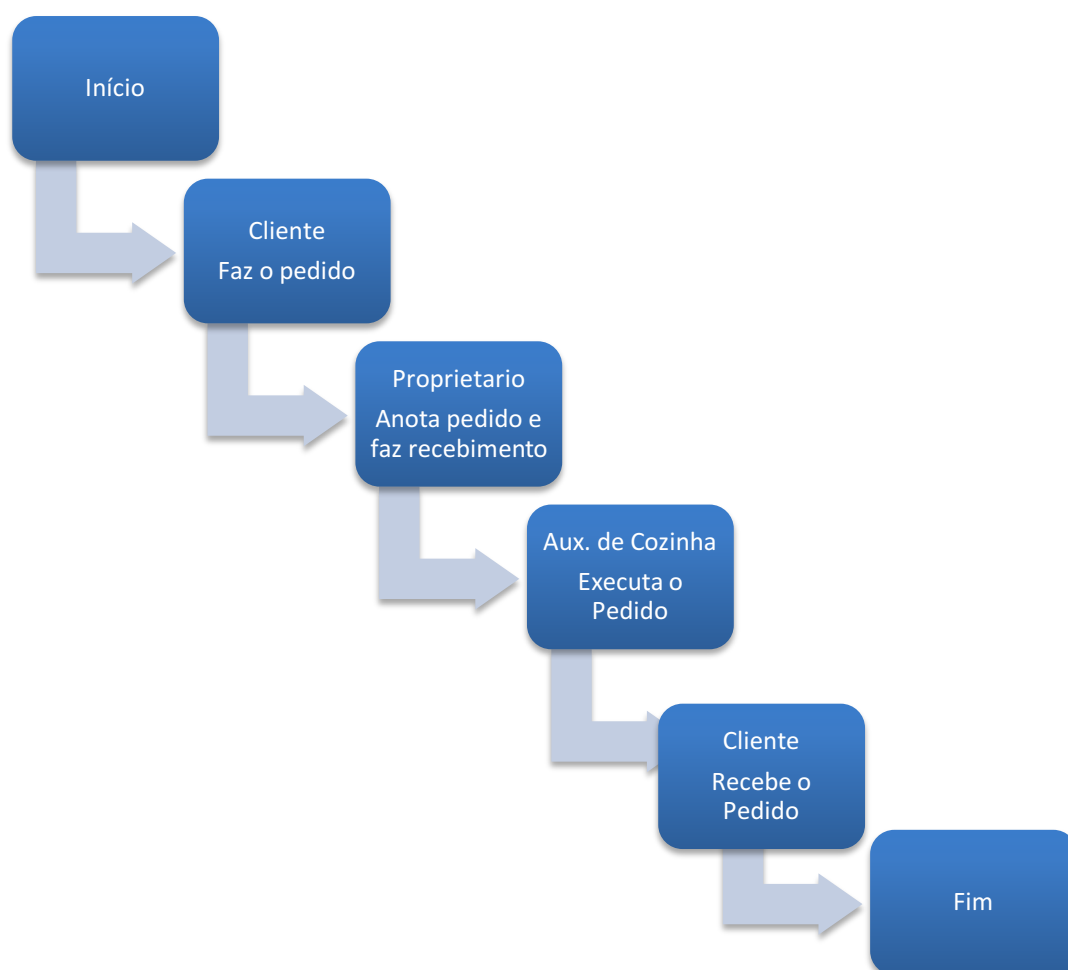 Início
Cliente
Faz o pedido
Proprietario
Anota pedido e
faz recebimento
Aux. de Cozinha
Executa o
Pedido
Cliente
Recebe o
Pedido
Fim